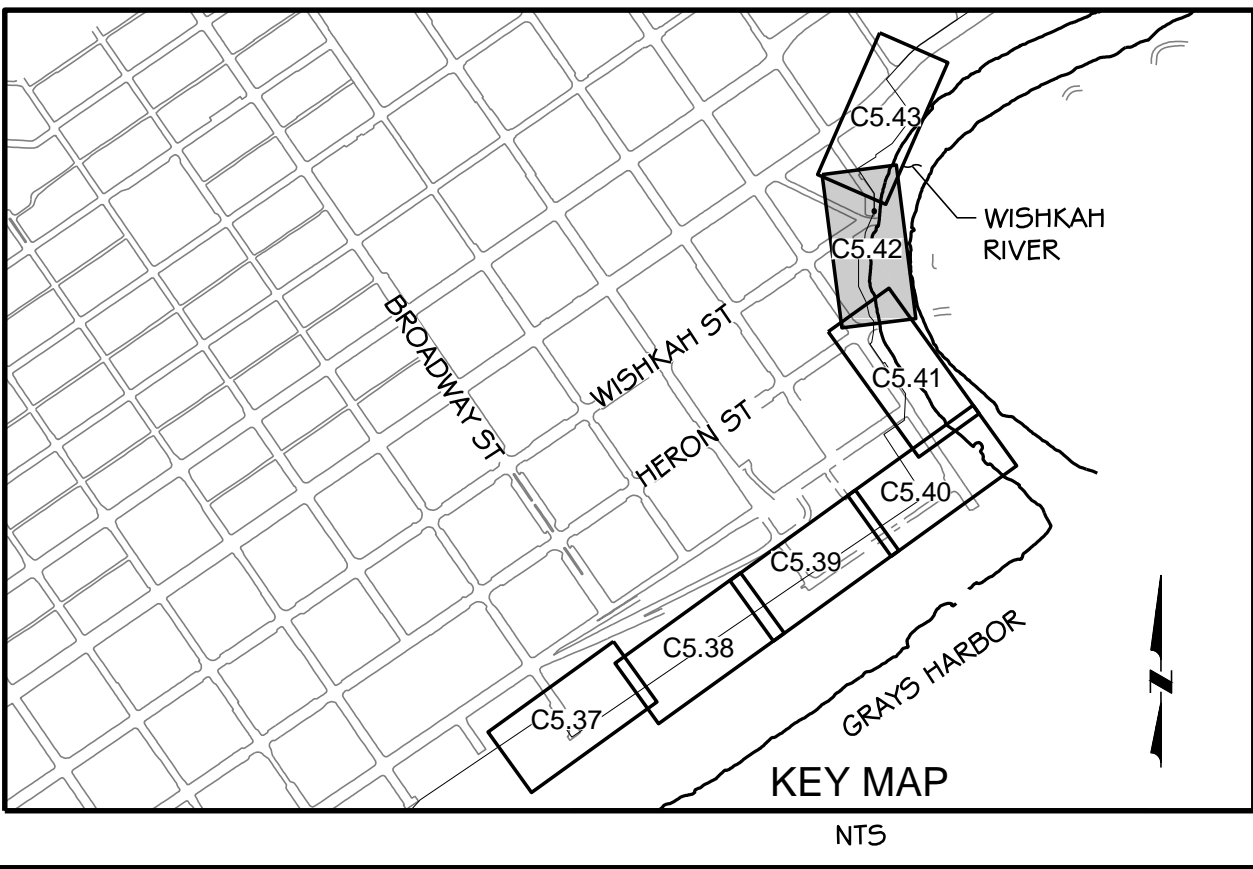 C5.43
WISHKAH
RIVER
C5.42
BROADWAY ST
WISHKAH ST
C5.41
HERON ST
C5.40
C5.39
C5.38
GRAYS HARBOR
C5.37
N
KEY MAP
NTS